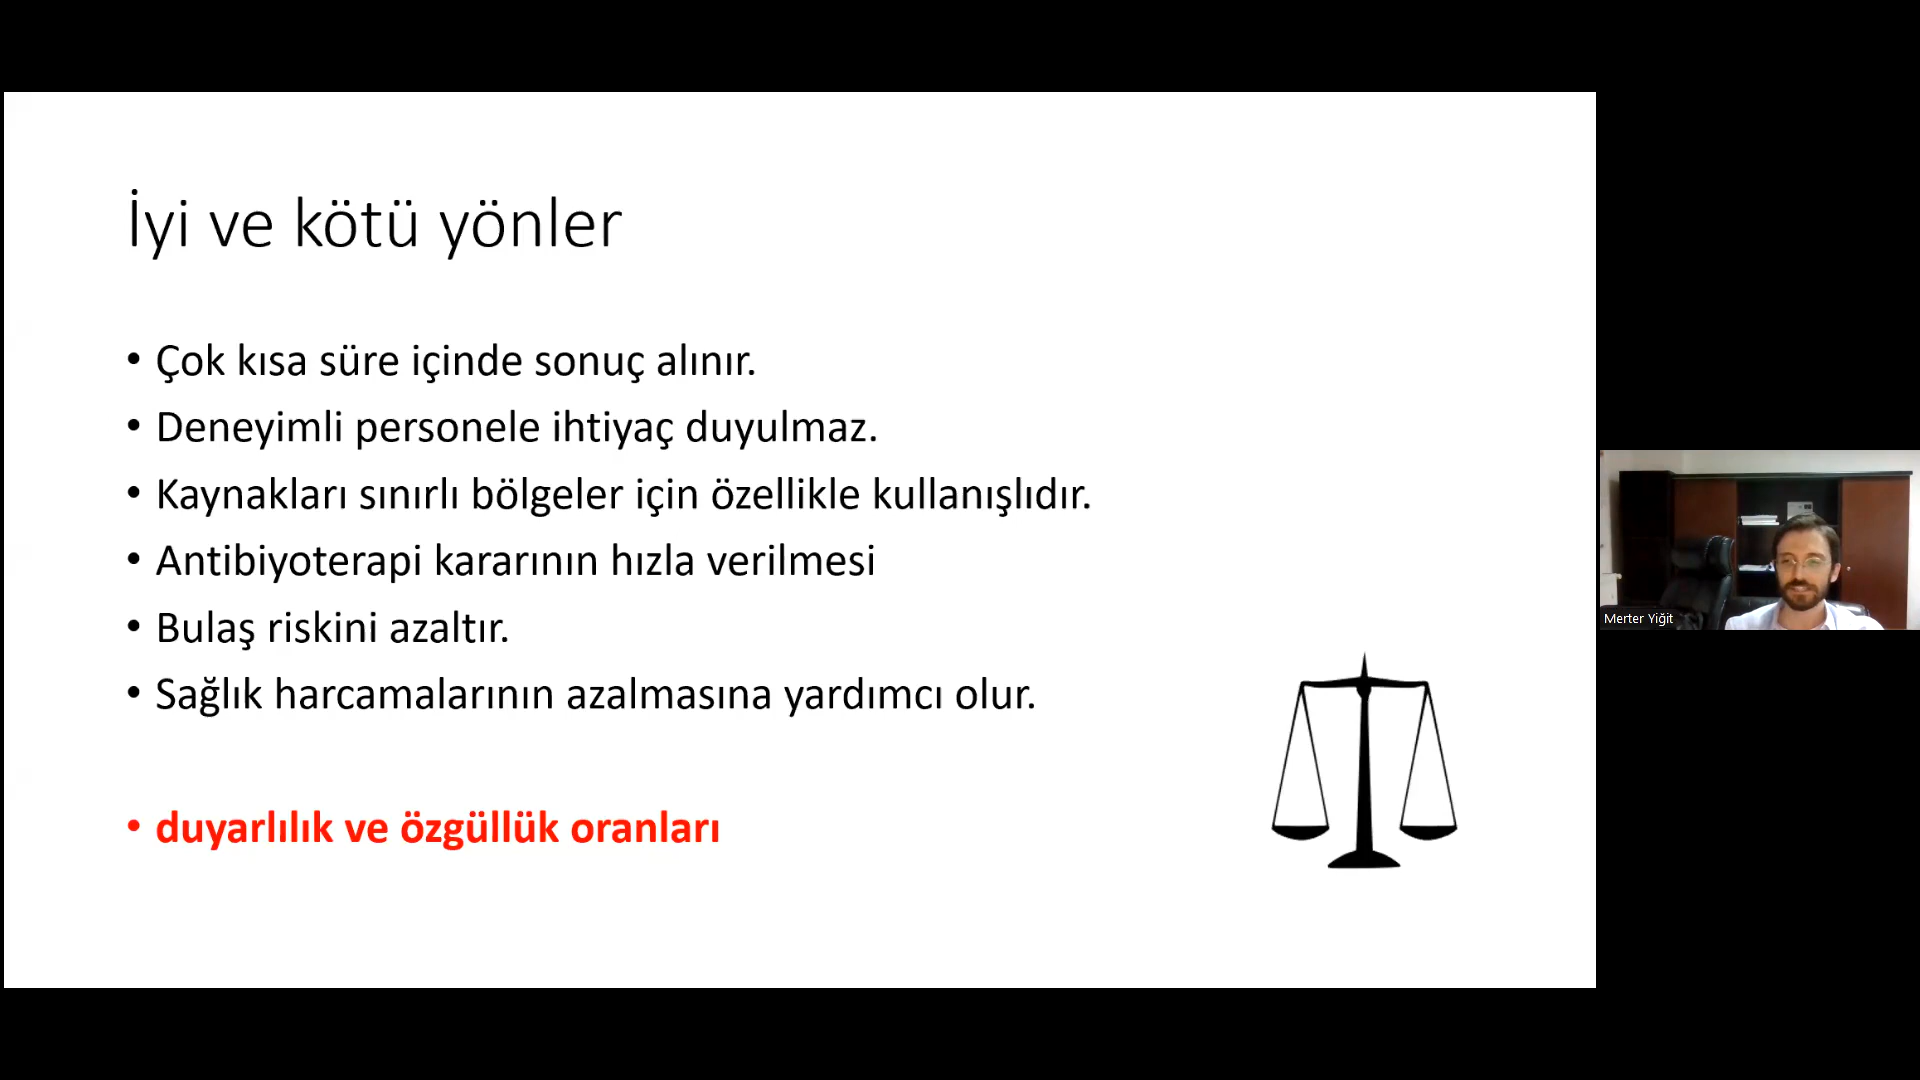 İyi ve kötü yönler
• Çok kısa süre içinde sonuç alınır.
• Deneyimli personele ihtiyaç duyulmaz.
• Kaynakları sınırlı bölgeler için özellikle kullanışlıdır.
• Antibiyoterapi kararının hızla verilmesi
• Bulaş riskini azaltır.
• Sağlık harcamalarının azalmasına yardımcı olur.
• duyarlılık ve özgüllük oranları
Merter Yiğit